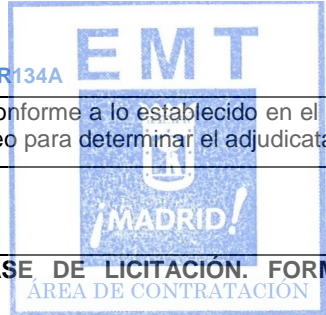 EMT
R134A
onforme a lo establecido en el
eo para determinar el adjudicata
¡MADRID!
SE DE LICITACIÓN. FORM
ÁREA DE CONTRATACIÓN